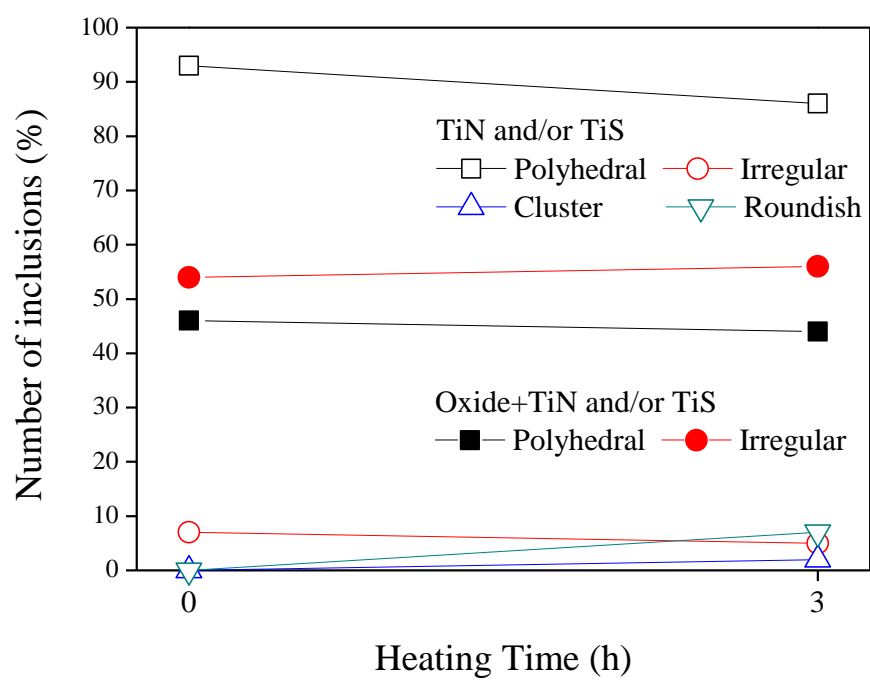 100
90
80
70
60
50
40
30
20
10
0
Number of inclusions (%)
TiN and/or TiS
Polyhedral Irregular
Cluster Roundish
Oxide+TiN and/or TiS
Polyhedral Irregular
0 3
Heating Time (h)